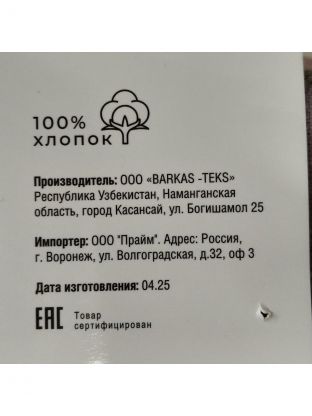 100%
ХЛОПОК
Производитель: ООО «BARKAS -TEKS»
Республика Узбекистан, Наманганская
область, город Касансай, ул. Богишамол 25
Импортер: ООО "Прайм". Адрес: Россия,
г. Воронеж, ул. Волгоградская, д.32, оф 3
Дата изготовления: 04.25
ЕАС Товар
сертифицирован